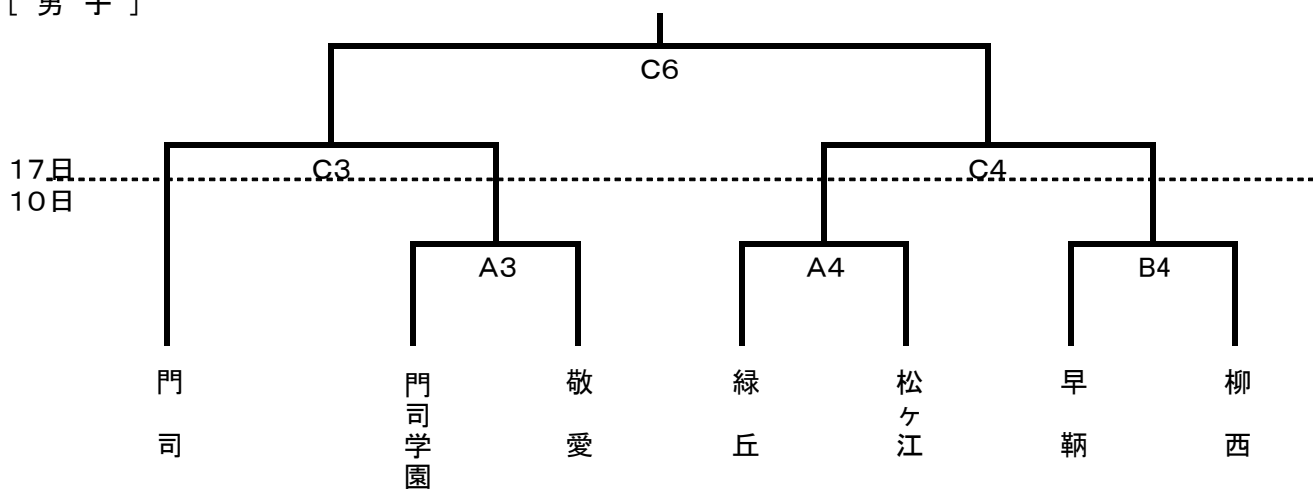 [ 男 子 ]
C6
17日
C3
C4
10日
A3
A4
B4
門司
門司学園
敬愛
緑丘
松ヶ江
早鞆
柳西